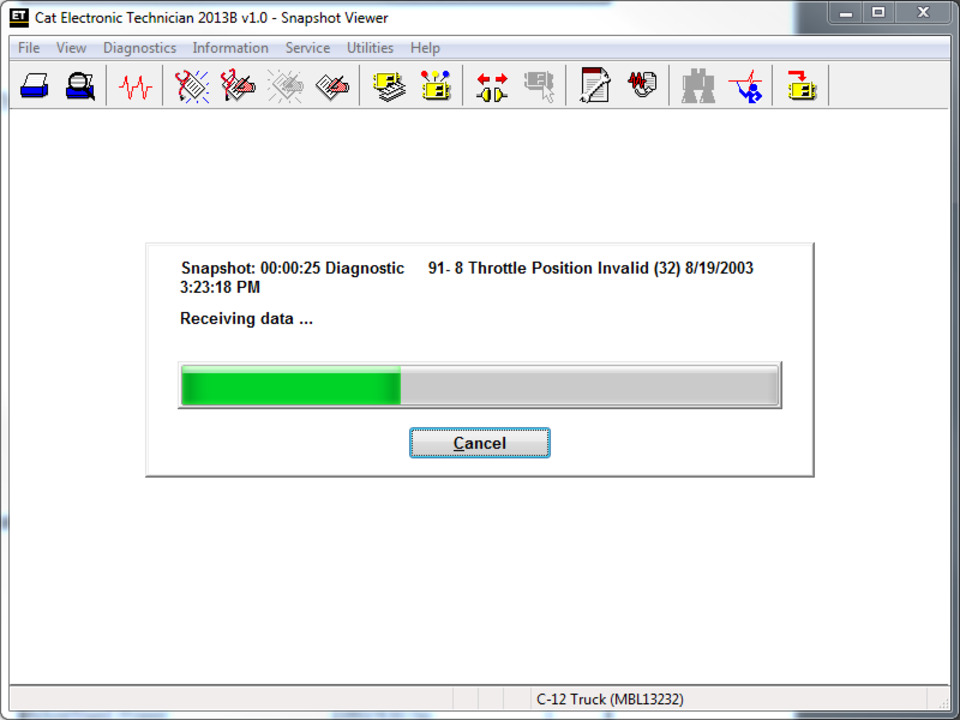 ET Cat Electronic Technician 2013B v1.0 - Snapshot Viewer
File View Diagnostics Information Service Utilities Help
Snapshot: 00:00:25 Diagnostic 91- 8 Throttle Position Invalid (32) 8/19/2003
3:23:18 PM
Receiving data ...
Cancel
C-12 Truck (MBL13232)